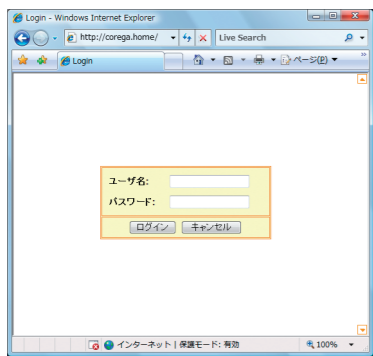 Login - Windows Internet Explorer
http://corega.home/
Live Search
Login
ページ(P)
ユーザ名:
パスワード:
ログイン キャンセル
インターネット | 保護モード: 有効
100%